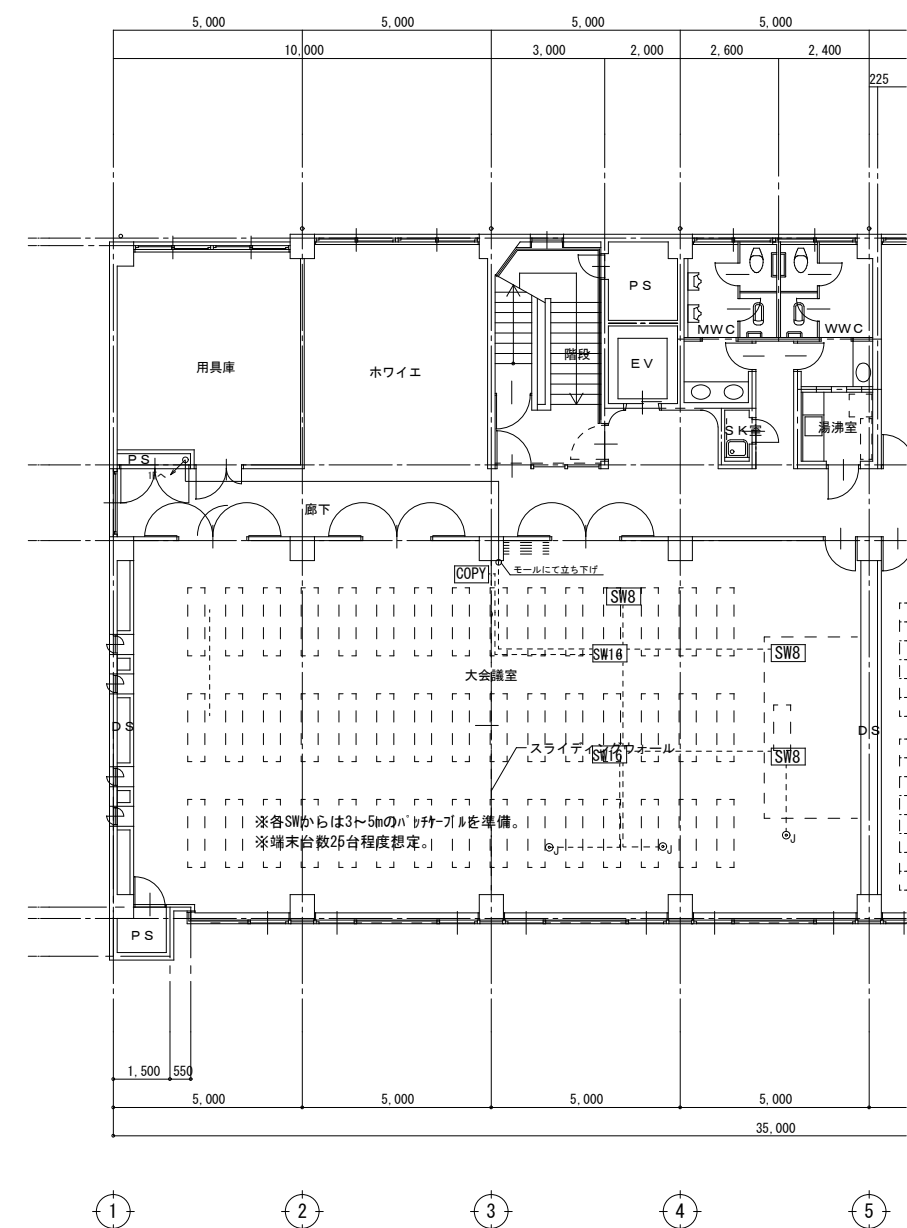 5,000 5,000 5,000 5,000
10,000 3,000 2,000 2,600 2,400
225
PS
MWC WWC
階段
EV
用具庫
ホワイエ
SK室 湯沸室
PS
1Fへ
廊下
COPY
モールにて立ち下げ
SW8
SW16
SW8
大会議室
DS
DS
スライディングウォール
SW16
SW8
※各SWからは3～5mのパッチケーブルを準備。
※端末台数25台程度想定。
J
J
J
PS
1,500 550
5,000 5,000 5,000 5,000
35,000
1 2 3 4 5